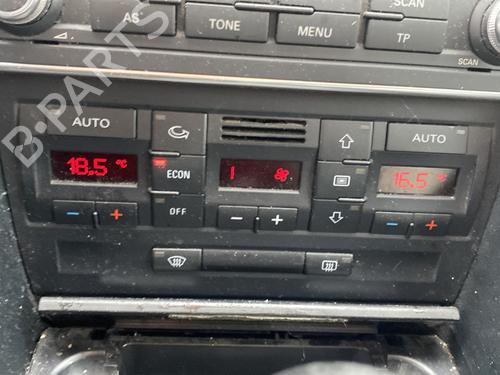 AS
TONE
MENU
SCAN
TP
SCAN
B-PARTS
AUTO
AUTO
18,5 °C
ECON
1
16.5 °C
- +
OFF
- +
- +